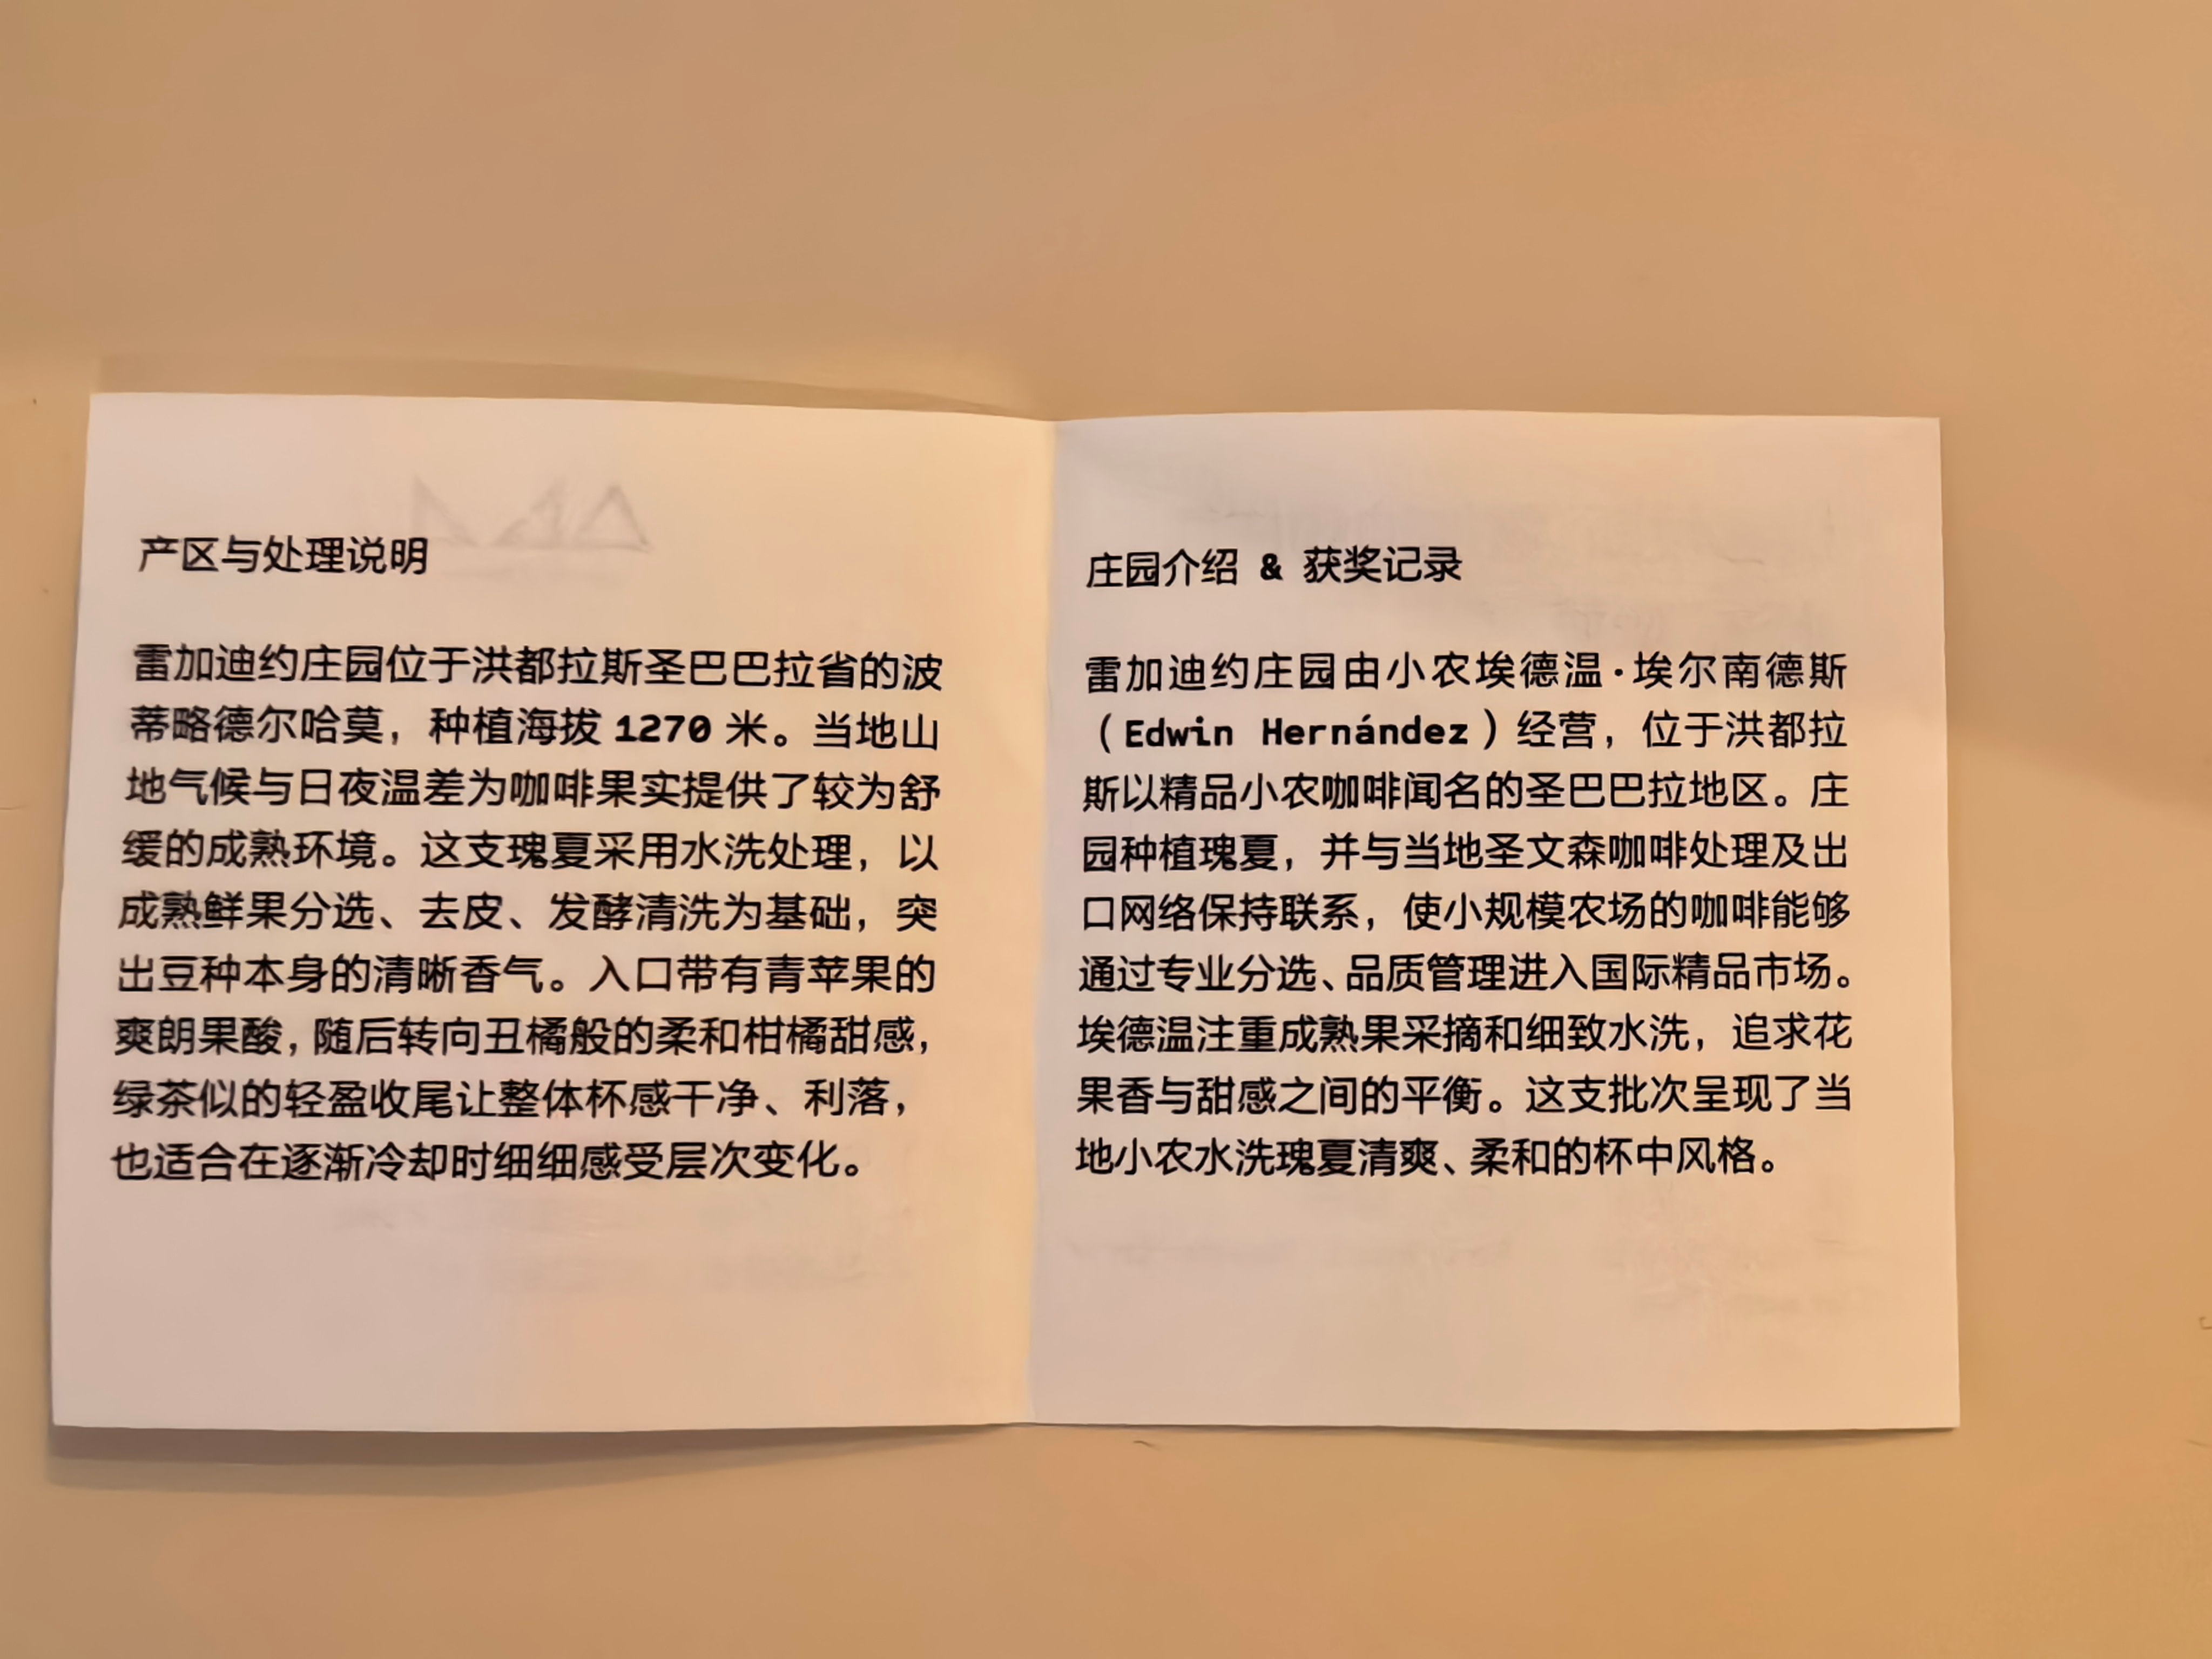 产区与处理说明
雷加迪约庄园位于洪都拉斯圣巴巴拉省的波
蒂略德尔哈莫，种植海拔 1270 米。当地山
地气候与日夜温差为咖啡果实提供了较为舒
缓的成熟环境。这支瑰夏采用水洗处理，以
成熟鲜果分选、去皮、发酵清洗为基础，突
出豆种本身的清晰香气。入口带有青苹果的
爽朗果酸，随后转向丑橘般的柔和柑橘甜感，
绿茶似的轻盈收尾让整体杯感干净、利落，
也适合在逐渐冷却时细细感受层次变化。
庄园介绍 & 获奖记录
雷加迪约庄园由小农埃德温·埃尔南德斯
（Edwin Hernández）经营，位于洪都拉
斯以精品小农咖啡闻名的圣巴巴拉地区。庄
园种植瑰夏，并与当地圣文森咖啡处理及出
口网络保持联系，使小规模农场的咖啡能够
通过专业分选、品质管理进入国际精品市场。
埃德温注重成熟果采摘和细致水洗，追求花
果香与甜感之间的平衡。这支批次呈现了当
地小农水洗瑰夏清爽、柔和的杯中风格。